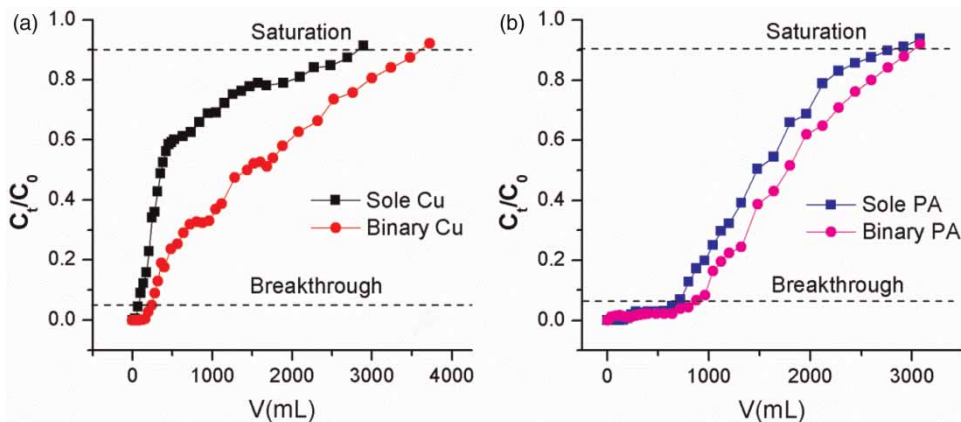 (a)
Saturation
1.0
0.8
0.6
0.4
0.2
0.0
Ct/C0
Sole Cu
Binary Cu
Breakthrough
0 1000 2000 3000 4000
V(mL)
(b)
Saturation
1.0
0.8
0.6
0.4
0.2
0.0
Ct/C0
Sole PA
Binary PA
Breakthrough
0 1000 2000 3000
V(mL)